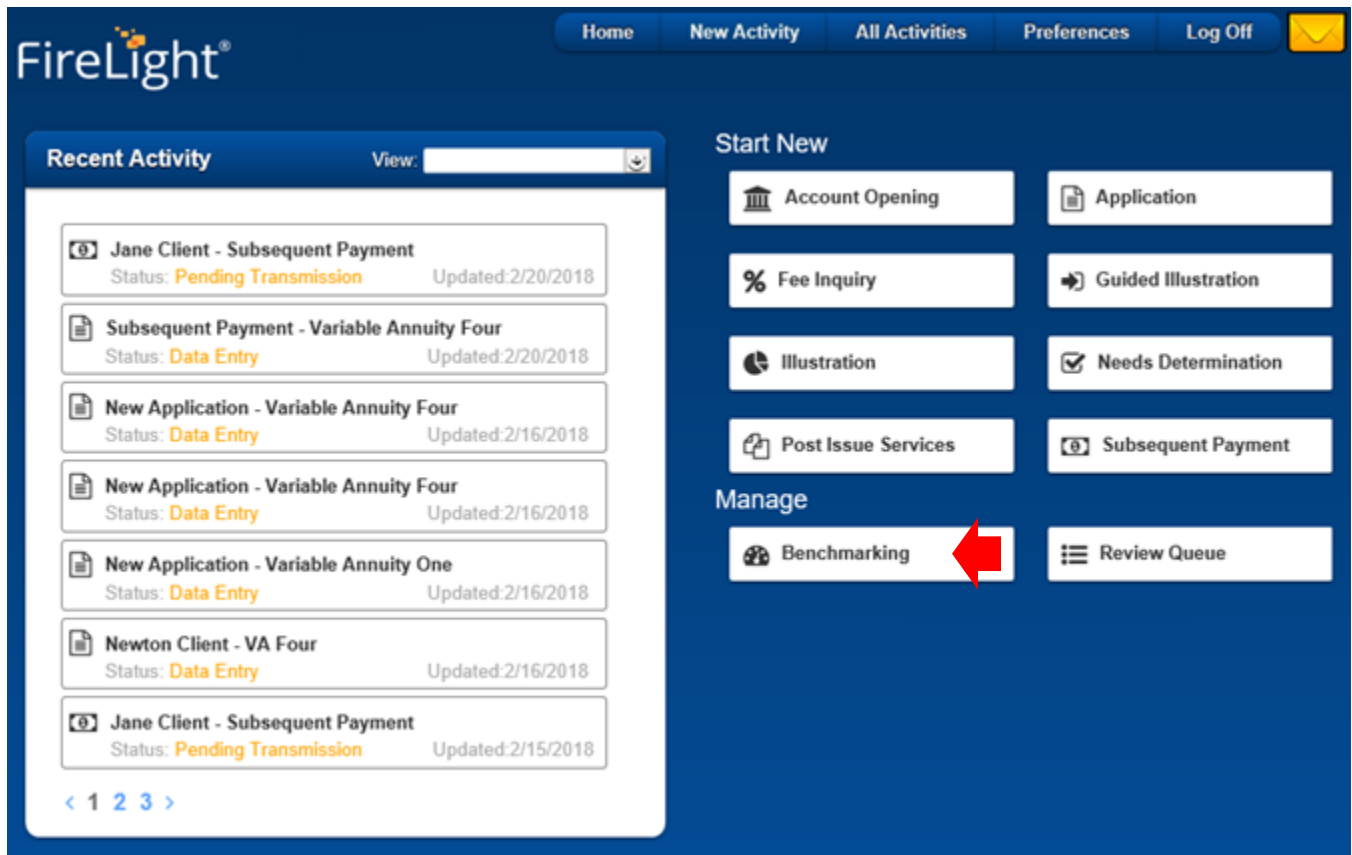 FireLight®
Home New Activity All Activities Preferences Log Off
Recent Activity View:
Jane Client - Subsequent Payment
Status: Pending Transmission Updated:2/20/2018
Subsequent Payment - Variable Annuity Four
Status: Data Entry Updated:2/20/2018
New Application - Variable Annuity Four
Status: Data Entry Updated:2/16/2018
New Application - Variable Annuity Four
Status: Data Entry Updated:2/16/2018
New Application - Variable Annuity One
Status: Data Entry Updated:2/16/2018
Newton Client - VA Four
Status: Data Entry Updated:2/16/2018
Jane Client - Subsequent Payment
Status: Pending Transmission Updated:2/15/2018
< 1 2 3 >
Start New
Account Opening Application
Fee Inquiry Guided Illustration
Illustration Needs Determination
Post Issue Services Subsequent Payment
Manage
Benchmarking Review Queue